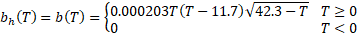 b_h(T) = b(T) = { 0.000203T(T − 11.7)√(42.3 − T)  T ≥ 0
0  T < 0